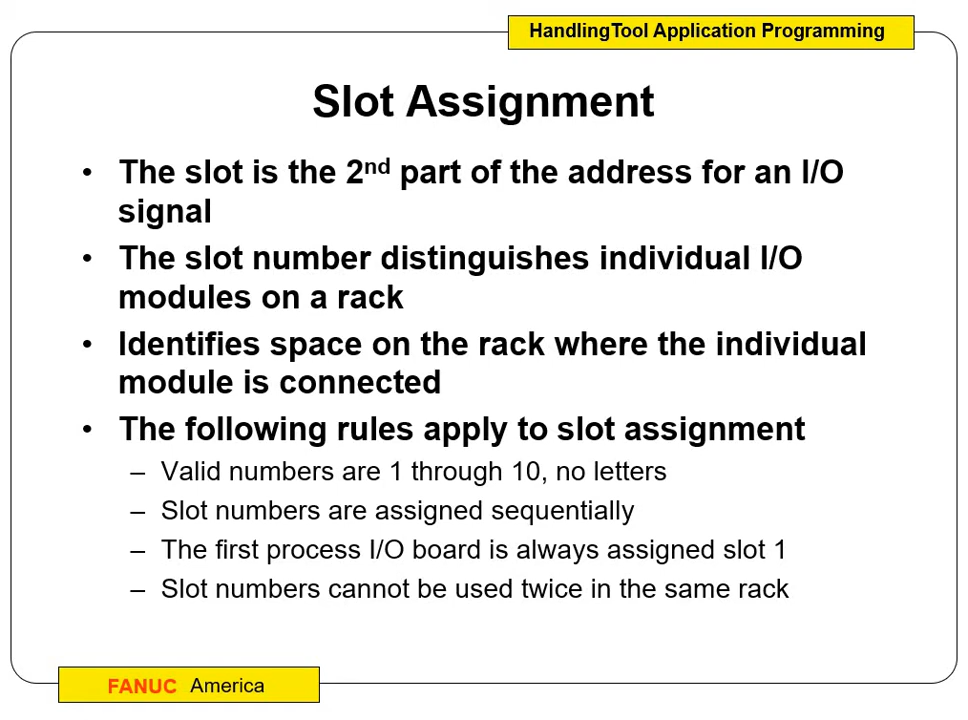 HandlingTool Application Programming
Slot Assignment
• The slot is the 2nd part of the address for an I/O
signal
• The slot number distinguishes individual I/O
modules on a rack
• Identifies space on the rack where the individual
module is connected
• The following rules apply to slot assignment
– Valid numbers are 1 through 10, no letters
– Slot numbers are assigned sequentially
– The first process I/O board is always assigned slot 1
– Slot numbers cannot be used twice in the same rack
FANUC America